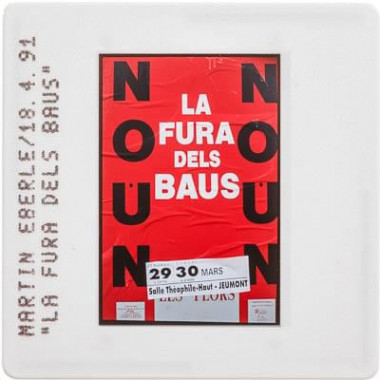 MARTIN EBERLE/18.4.91
"LA FURA DELS BAUS"
NOUN
NOUN
LA
FURA
DELS
BAUS
29 30 MARS
Salle Théophile-Haut - JEUMONT